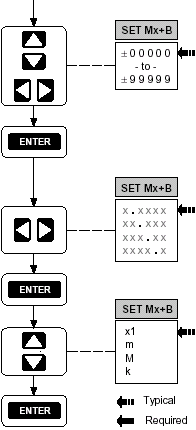 SET Mx+B
±00000
- to -
±99999
ENTER
SET Mx+B
x.xxxx
xx.xxx
xxx.xx
xxxx.x
ENTER
SET Mx+B
x1
m
M
k
Typical
ENTER
Required